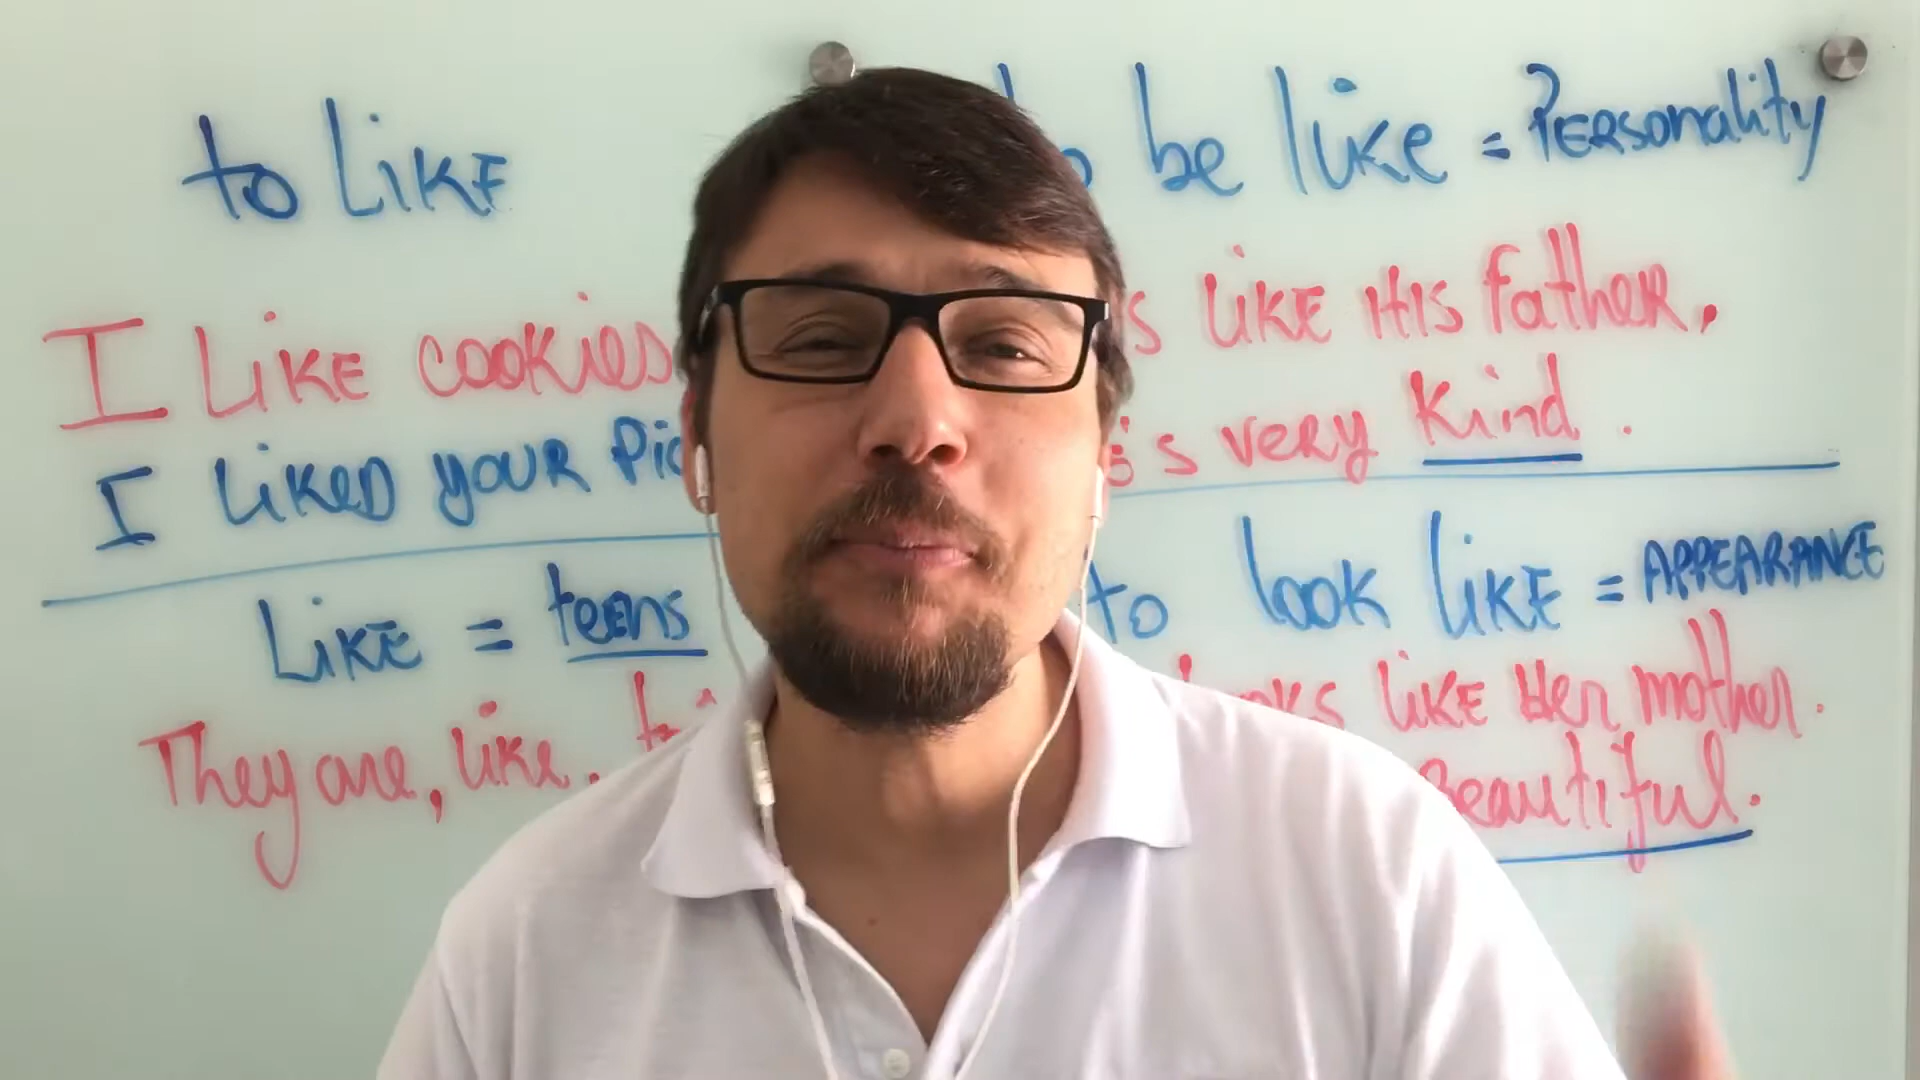 to LIKE
I LIKE cookies
I LIKED YOUR
LIKE = teens
They are, like,
be like = Personality
LIKE HIS father.
very Kind.
to look like = APPEARANCE
like Her mother.
Beautiful.